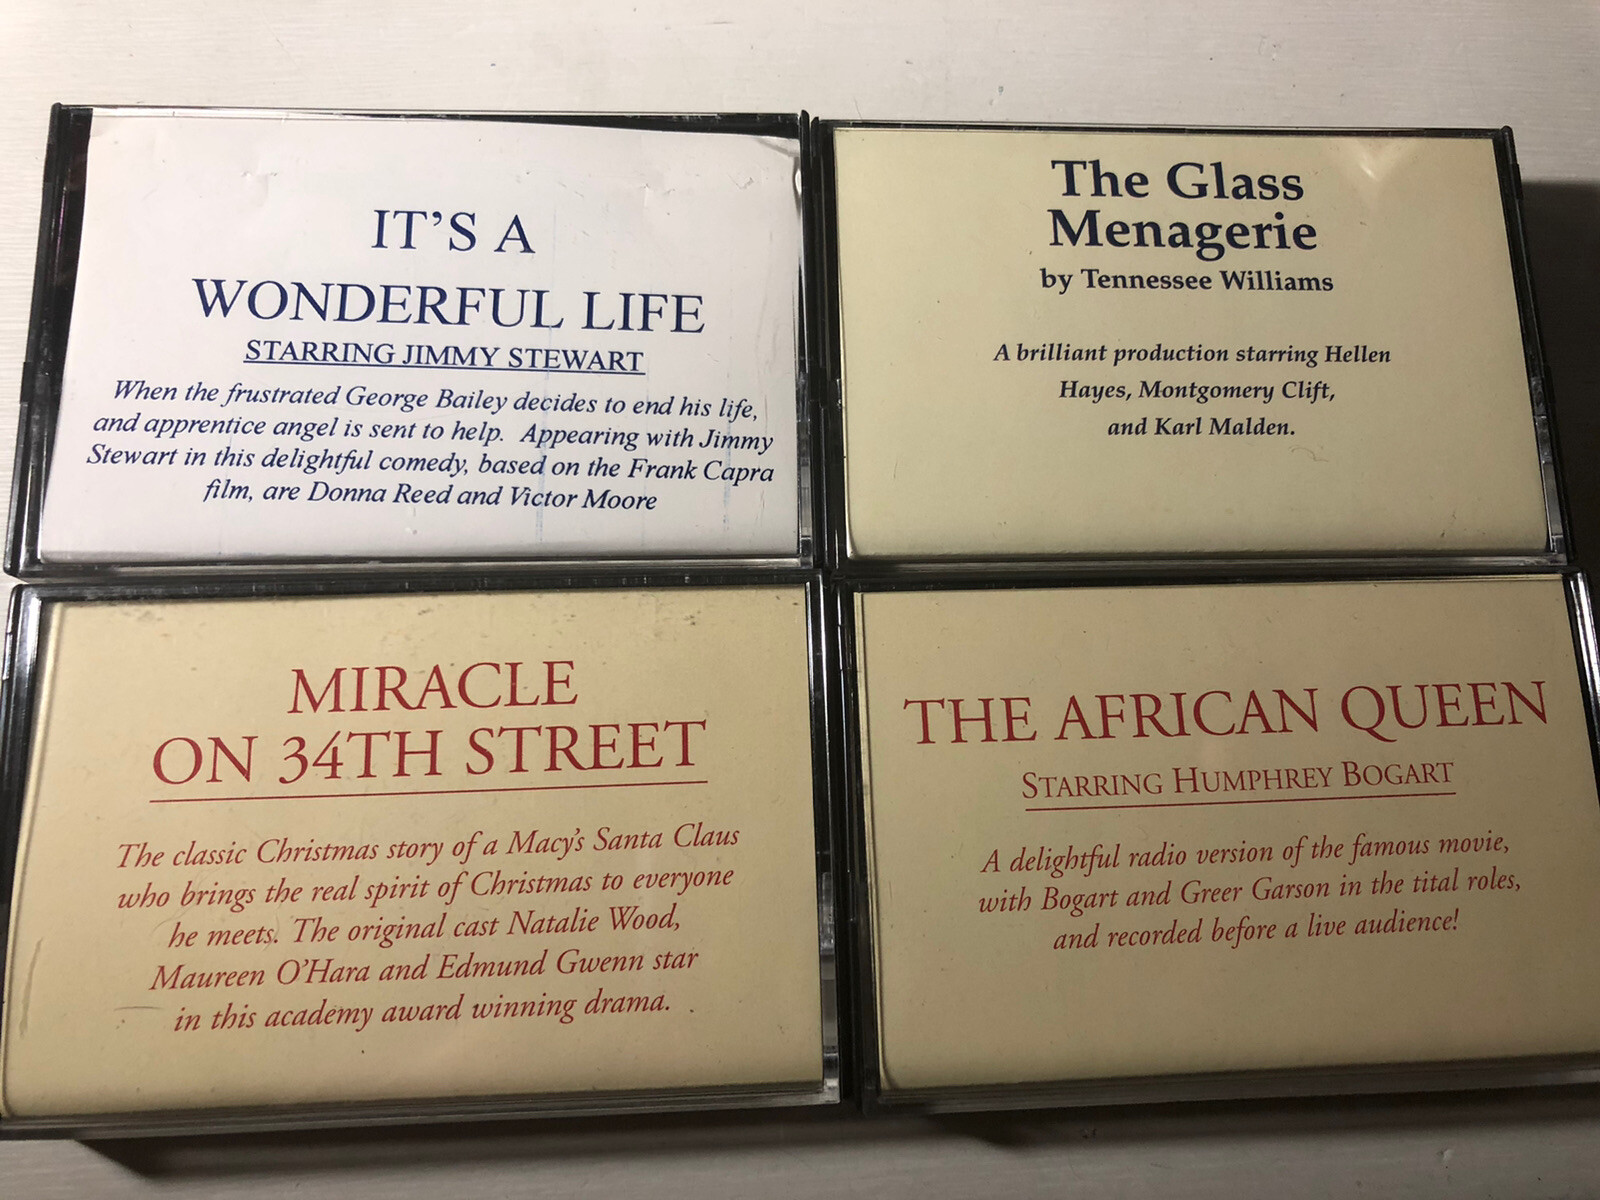 IT'S A
WONDERFUL LIFE
STARRING JIMMY STEWART
When the frustrated George Bailey decides to end his life,
and apprentice angel is sent to help. Appearing with Jimmy
Stewart in this delightful comedy, based on the Frank Capra
film, are Donna Reed and Victor Moore
The Glass
Menagerie
by Tennessee Williams
A brilliant production starring Hellen
Hayes, Montgomery Clift,
and Karl Malden.
MIRACLE
ON 34TH STREET
The classic Christmas story of a Macy's Santa Claus
who brings the real spirit of Christmas to everyone
he meets. The original cast Natalie Wood,
Maureen O'Hara and Edmund Gwenn star
in this academy award winning drama.
THE AFRICAN QUEEN
STARRING HUMPHREY BOGART
A delightful radio version of the famous movie,
with Bogart and Greer Garson in the tital roles,
and recorded before a live audience!